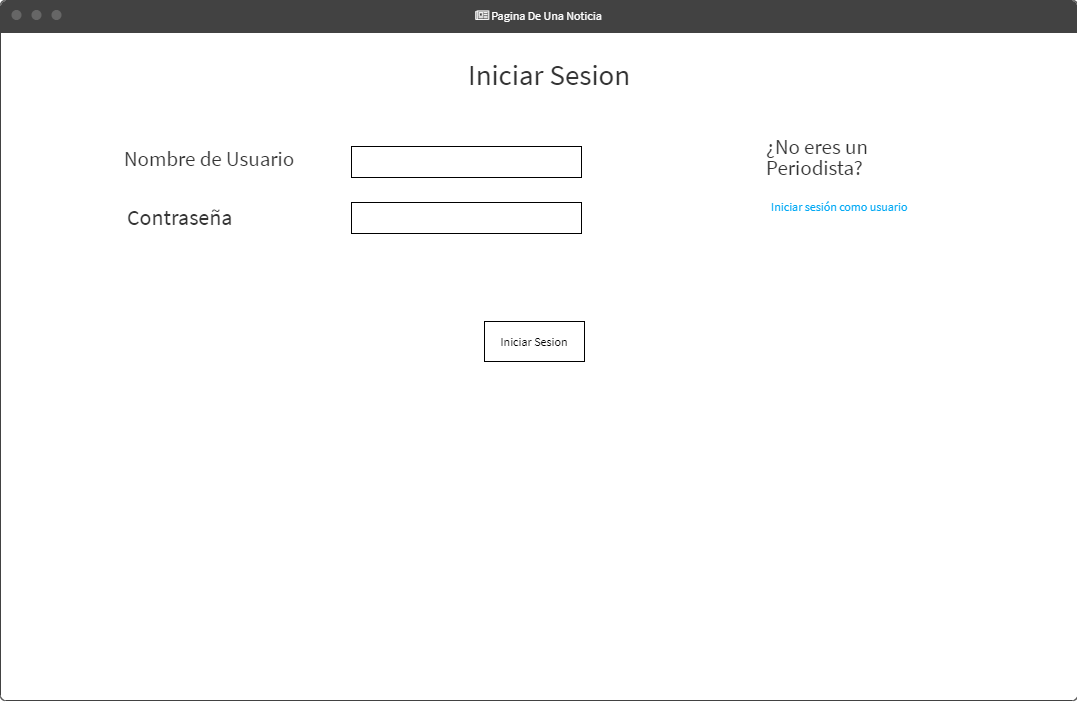 Pagina De Una Noticia
Iniciar Sesion
Nombre de Usuario
Contraseña
¿No eres un
Periodista?
Iniciar sesión como usuario
Iniciar Sesion